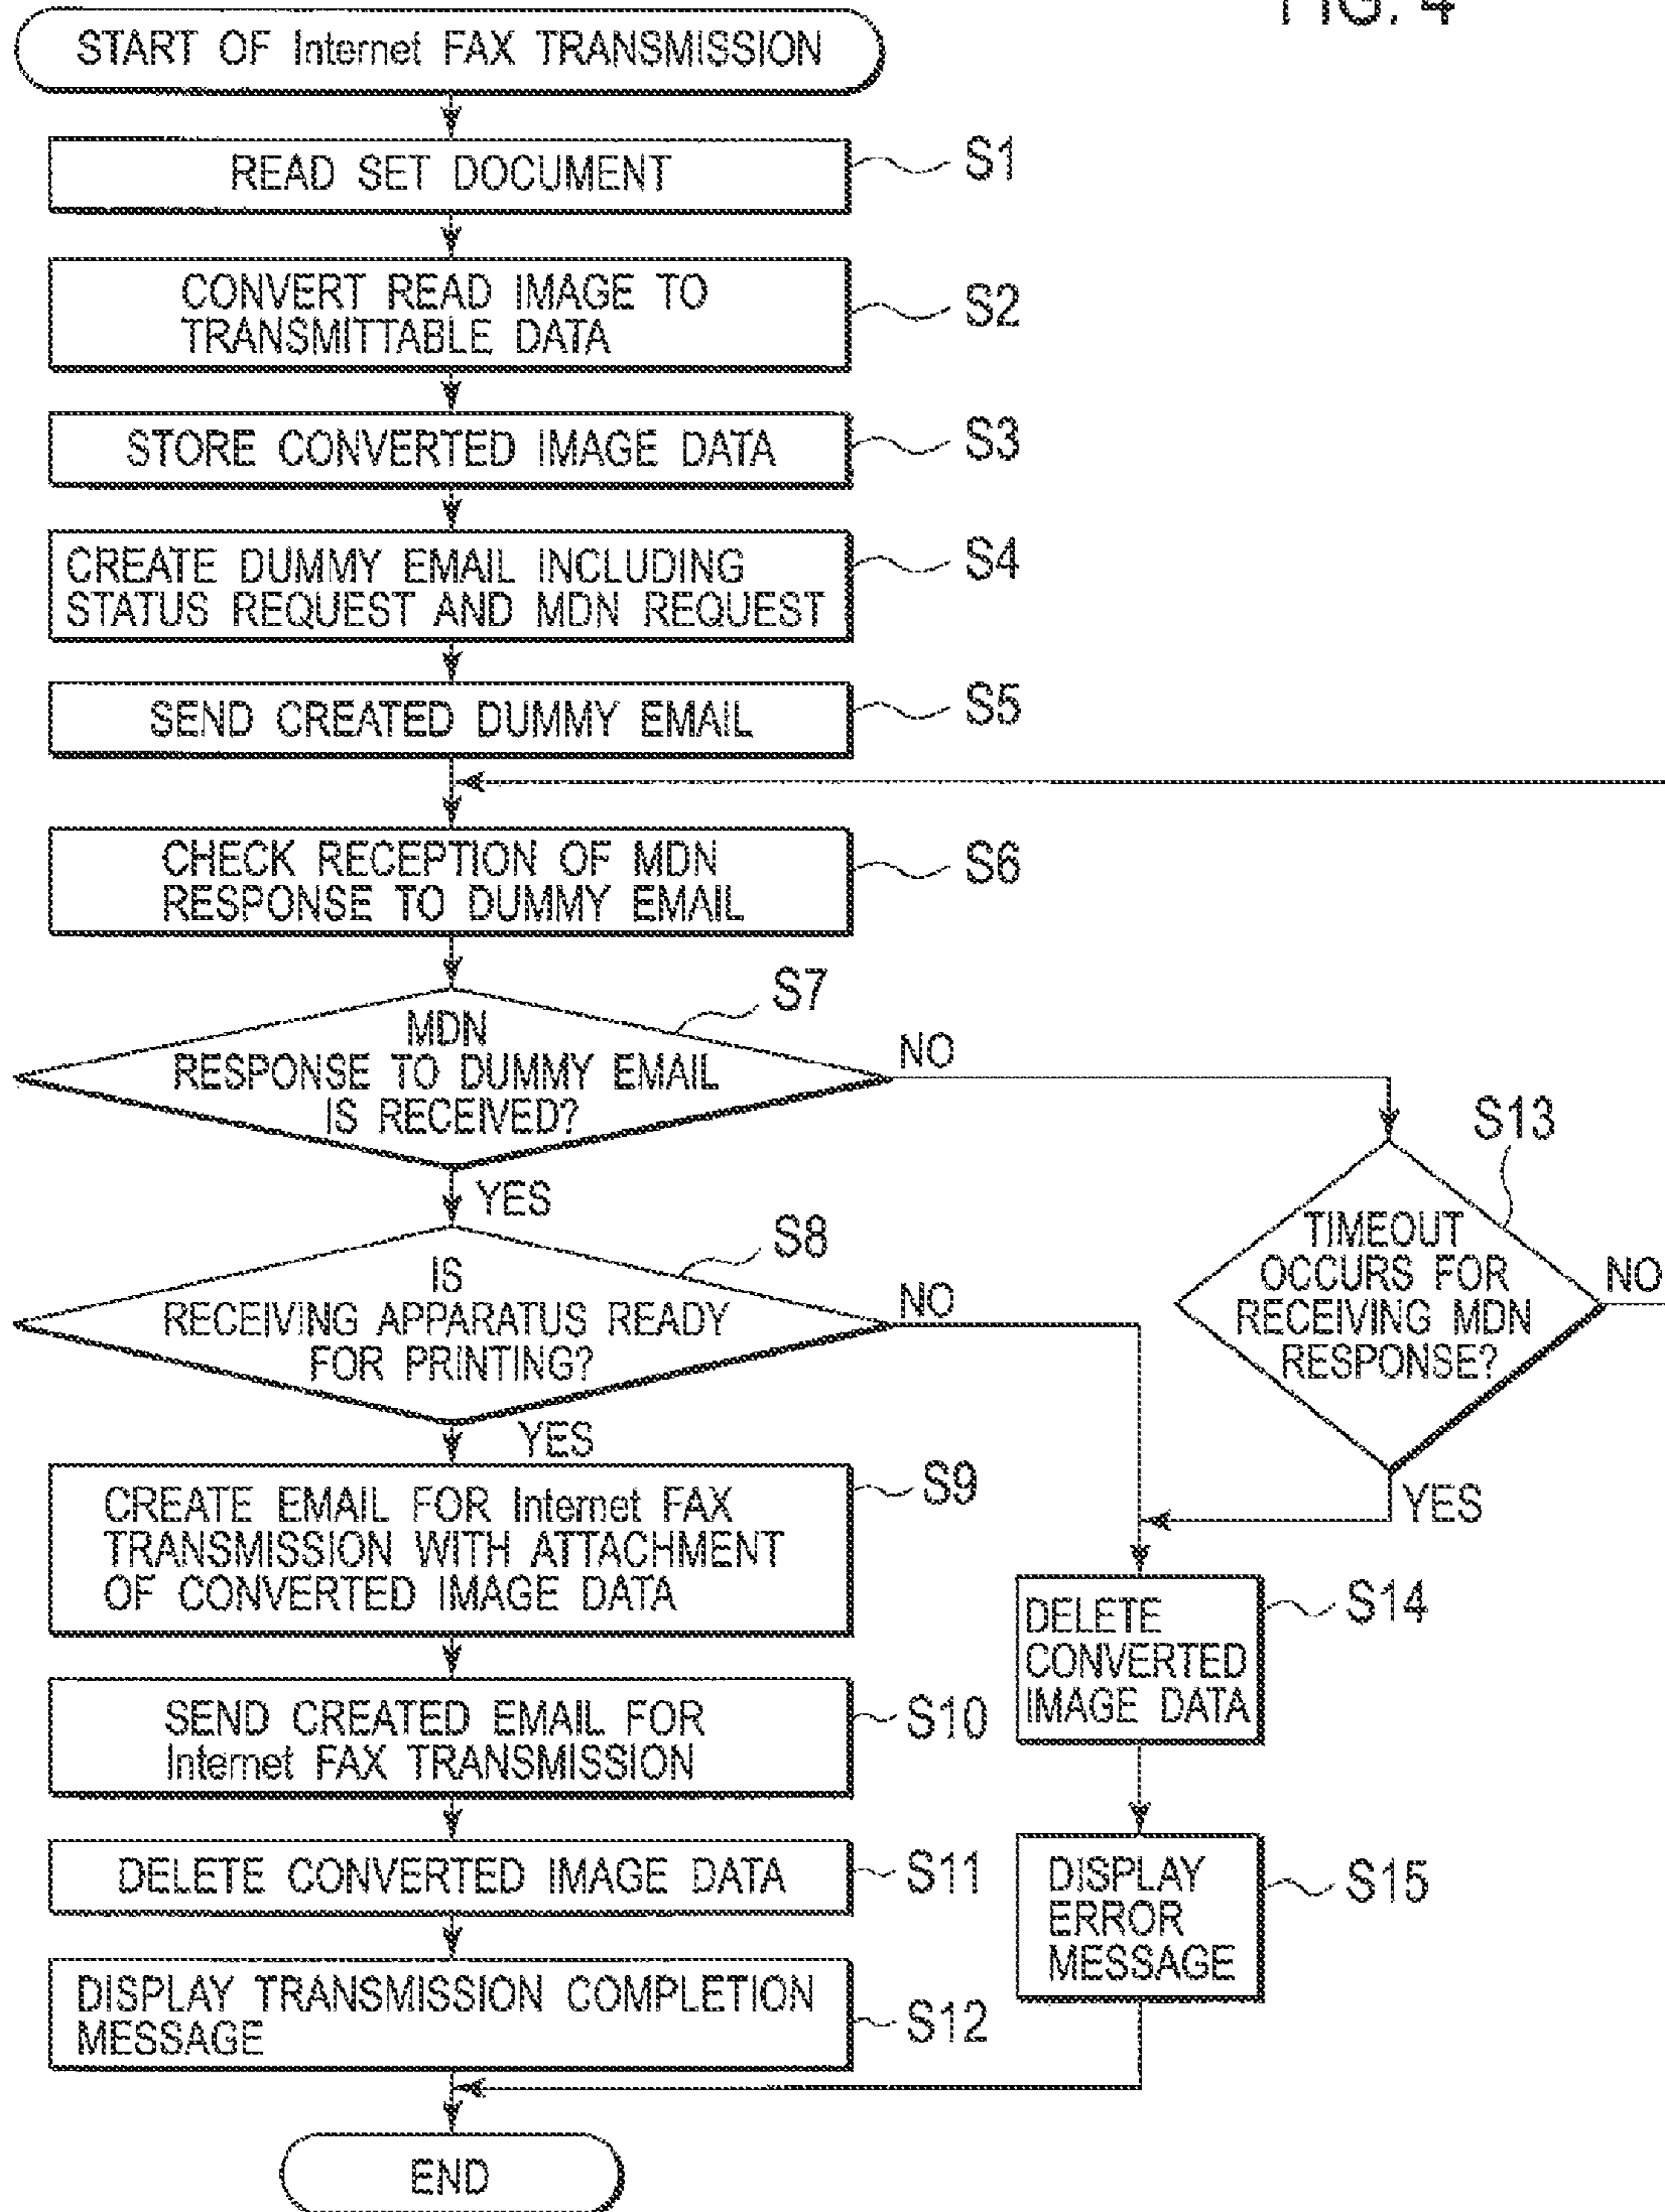 FIG. 4
START OF Internet FAX TRANSMISSION
READ SET DOCUMENT
S1
CONVERT READ IMAGE TO
TRANSMITTABLE DATA
S2
STORE CONVERTED IMAGE DATA
S3
CREATE DUMMY EMAIL INCLUDING
STATUS REQUEST AND MDN REQUEST
S4
SEND CREATED DUMMY EMAIL
S5
CHECK RECEPTION OF MDN
RESPONSE TO DUMMY EMAIL
S6
S7
MDN
RESPONSE TO DUMMY EMAIL
IS RECEIVED?
NO
YES
S13
TIMEOUT
OCCURS FOR
RECEIVING MDN
RESPONSE?
NO
YES
S8
IS
RECEIVING APPARATUS READY
FOR PRINTING?
NO
YES
CREATE EMAIL FOR Internet FAX
TRANSMISSION WITH ATTACHMENT
OF CONVERTED IMAGE DATA
S9
SEND CREATED EMAIL FOR
Internet FAX TRANSMISSION
S10
DELETE CONVERTED IMAGE DATA
S11
DISPLAY TRANSMISSION COMPLETION
MESSAGE
S12
DELETE
CONVERTED
IMAGE DATA
S14
DISPLAY
ERROR
MESSAGE
S15
END